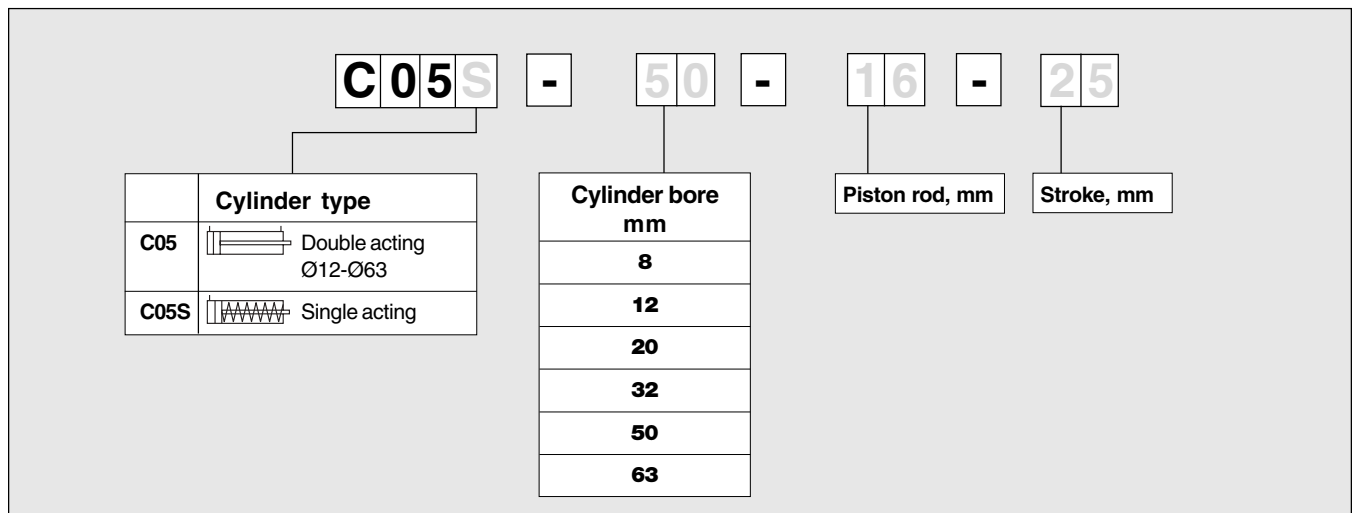 C05S - 50 - 16 - 25
Cylinder type
C05 Double acting
Ø12-Ø63
C05S Single acting
Cylinder bore
mm
8
12
20
32
50
63
Piston rod, mm
Stroke, mm